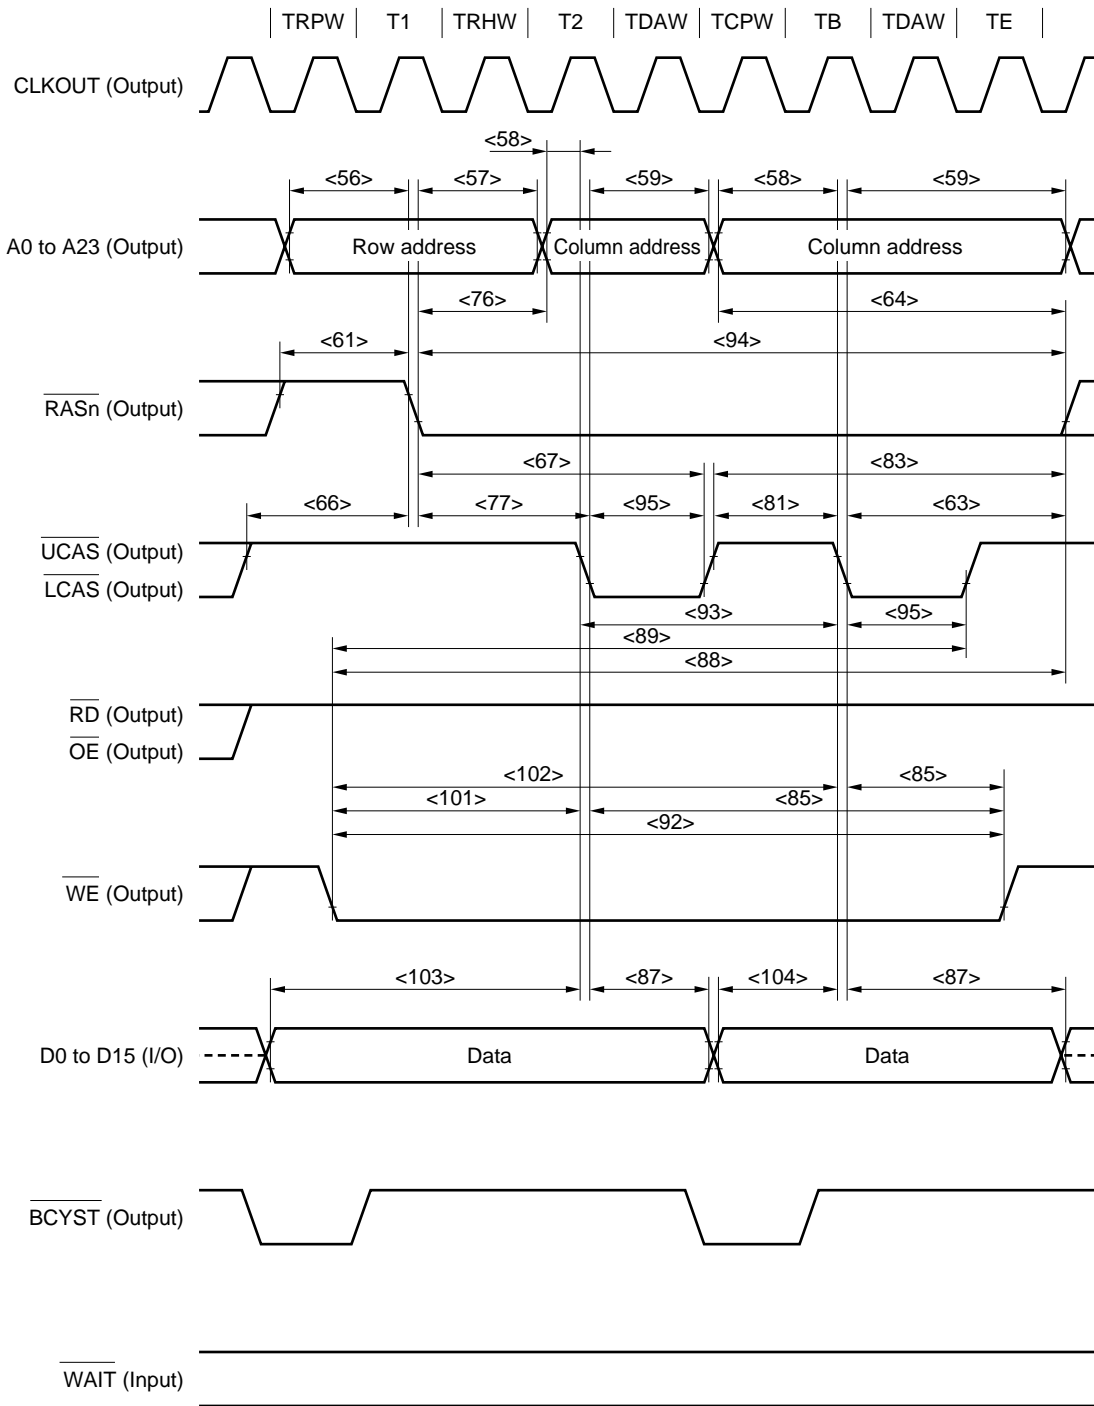 TRPW T1 TRHW T2 TDAW TCPW TB TDAW TE
CLKOUT (Output)
<58>
<56> <57> <59> <58> <59>
A0 to A23 (Output) Row address Column address Column address
<76> <64>
<61> <94>
RASn (Output)
<67> <83>
<66> <77> <95> <81> <63>
UCAS (Output)
LCAS (Output)
<93> <95>
<89>
<88>
RD (Output)
OE (Output)
<102> <85>
<101> <85>
<92>
WE (Output)
<103> <87> <104> <87>
D0 to D15 (I/O) Data Data
BCYST (Output)
WAIT (Input)